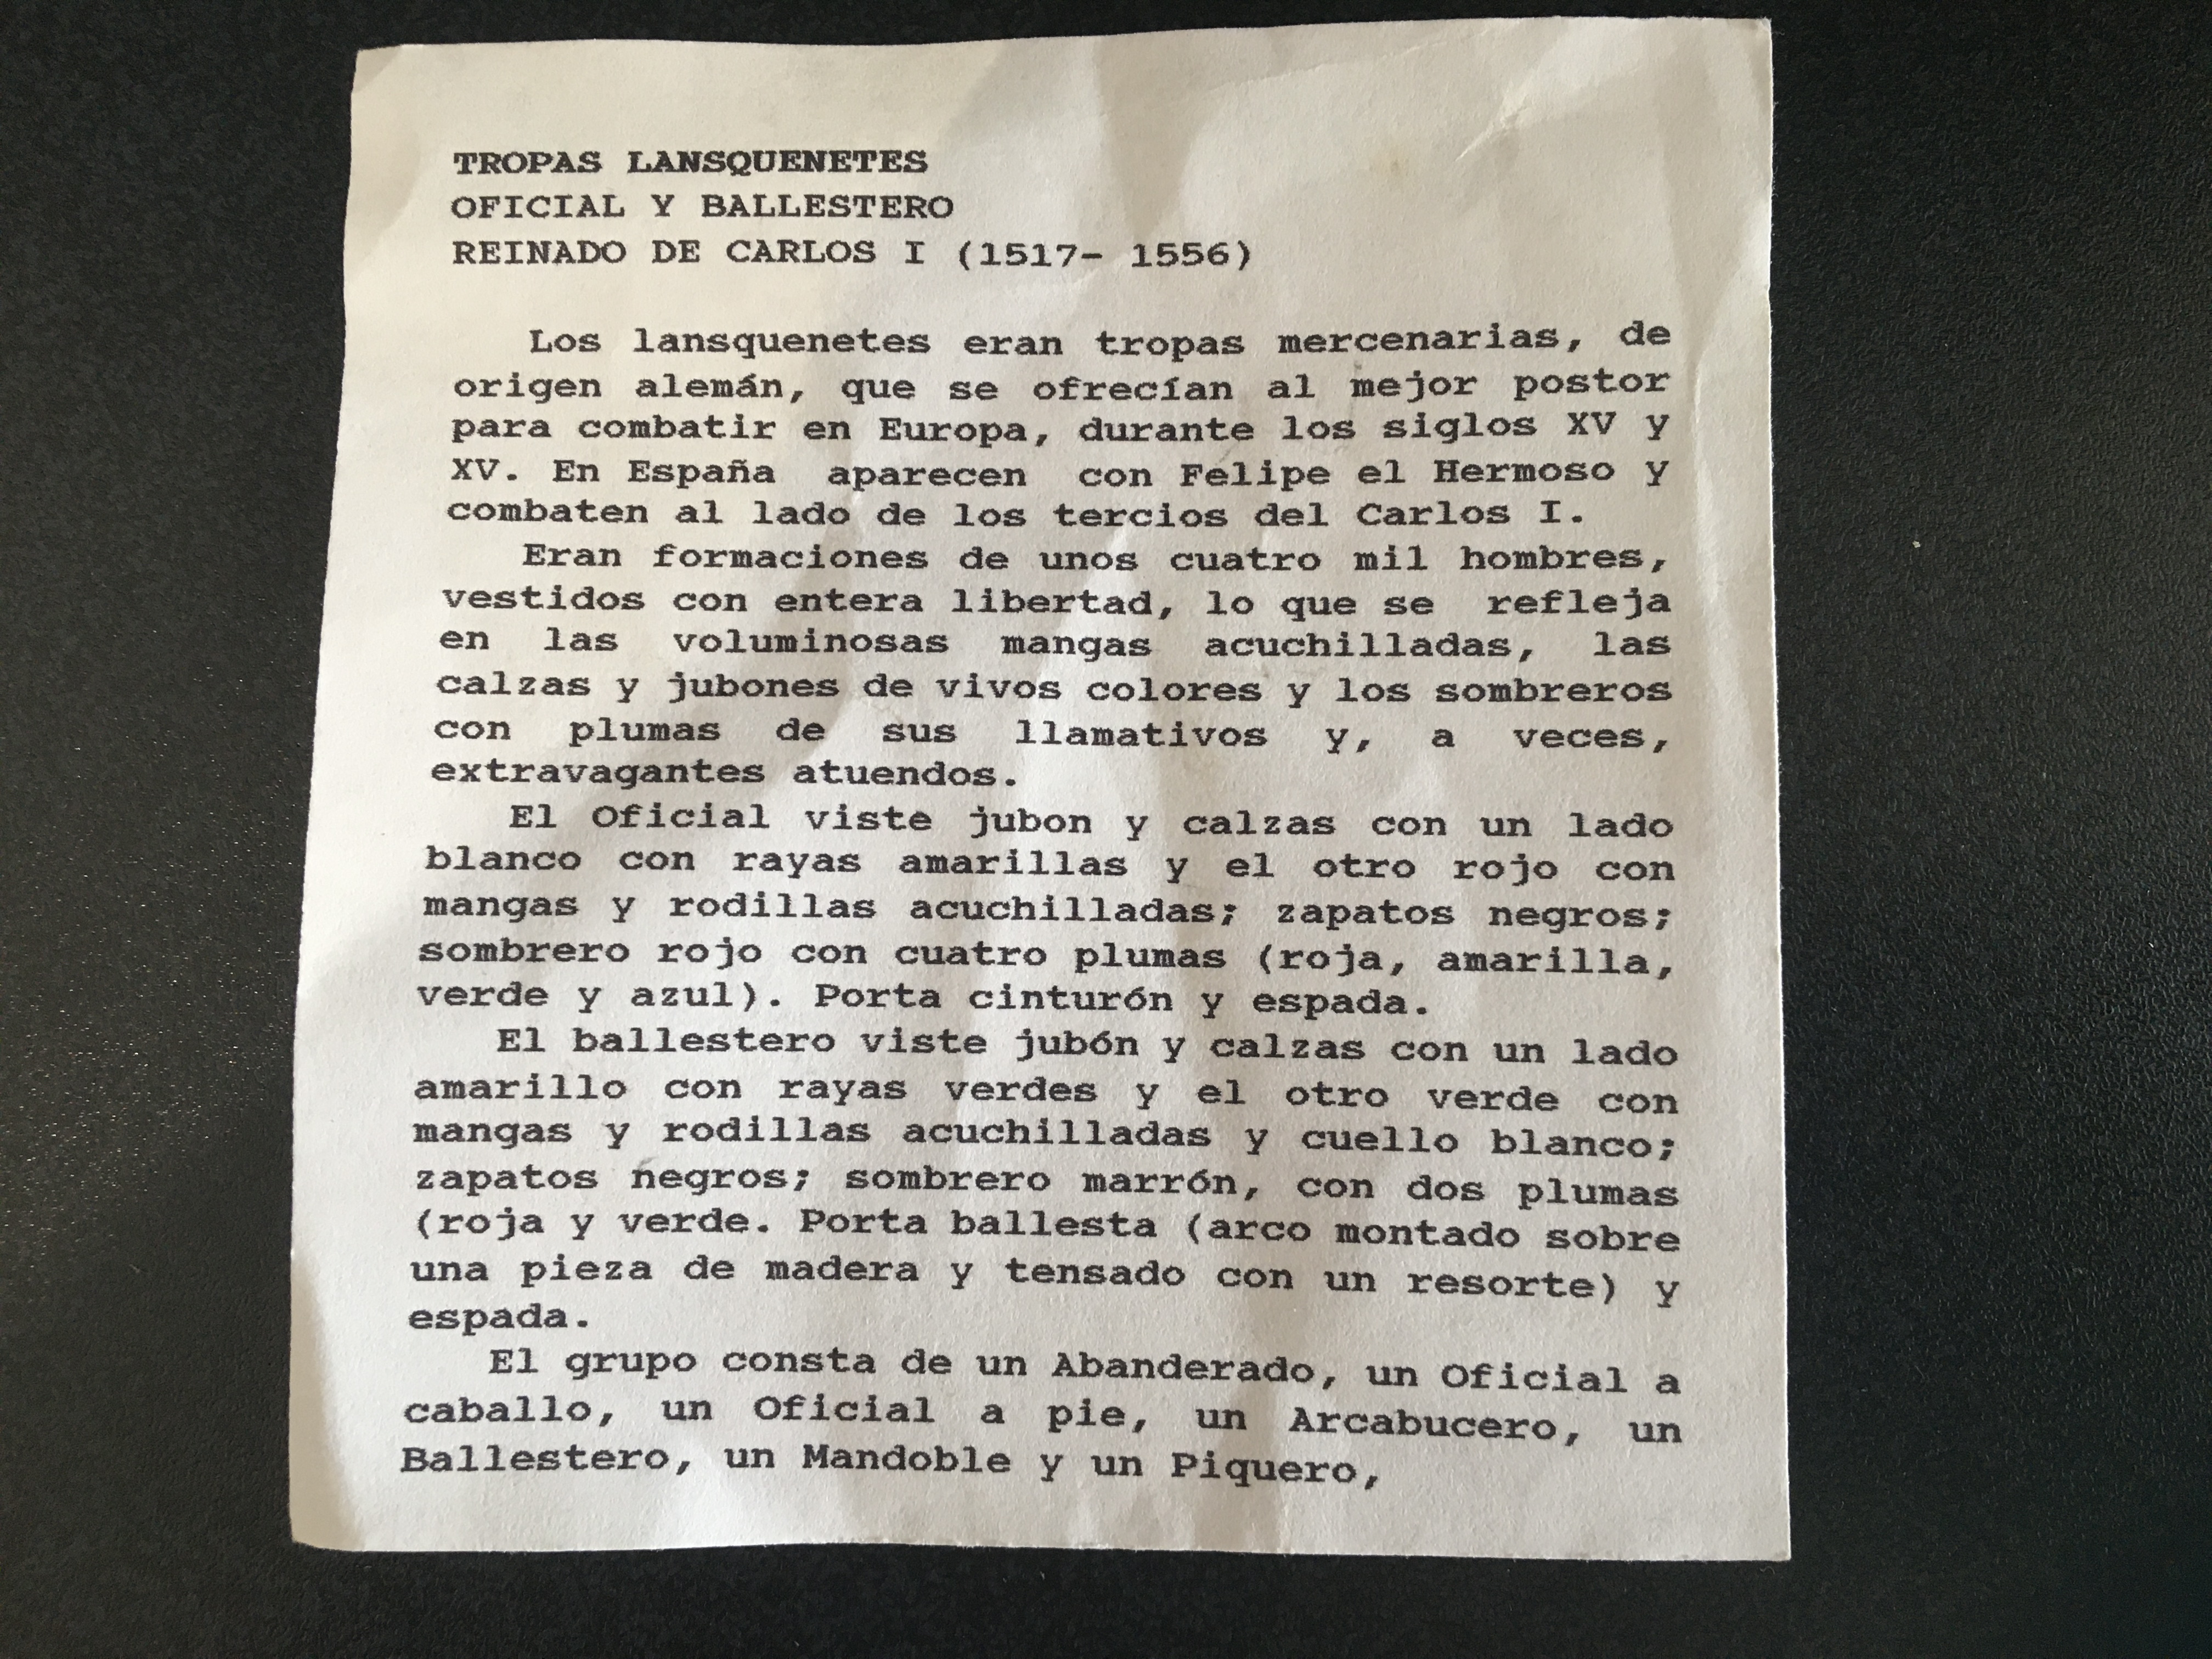 TROPAS LANSQUENETES
OFICIAL Y BALLESTERO
REINADO DE CARLOS I (1517- 1556)
Los lansquenetes eran tropas mercenarias, de
origen alemán, que se ofrecían al mejor postor
para combatir en Europa, durante los siglos XV y
XV. En España aparecen con Felipe el Hermoso y
combaten al lado de los tercios del Carlos I.
Eran formaciones de unos cuatro mil hombres,
vestidos con entera libertad, lo que se refleja
en las voluminosas mangas acuchilladas, las
calzas y jubones de vivos colores y los sombreros
con plumas de sus llamativos y, a veces,
extravagantes atuendos.
El Oficial viste jubon y calzas con un lado
blanco con rayas amarillas y el otro rojo con
mangas y rodillas acuchilladas; zapatos negros;
sombrero rojo con cuatro plumas (roja, amarilla,
verde y azul). Porta cinturón y espada.
El ballestero viste jubón y calzas con un lado
amarillo con rayas verdes y el otro verde con
mangas y rodillas acuchilladas y cuello blanco;
zapatos negros; sombrero marrón, con dos plumas
(roja y verde. Porta ballesta (arco montado sobre
una pieza de madera y tensado con un resorte) y
espada.
El grupo consta de un Abanderado, un Oficial a
caballo, un Oficial a pie, un Arcabucero, un
Ballestero, un Mandoble y un Piquero,